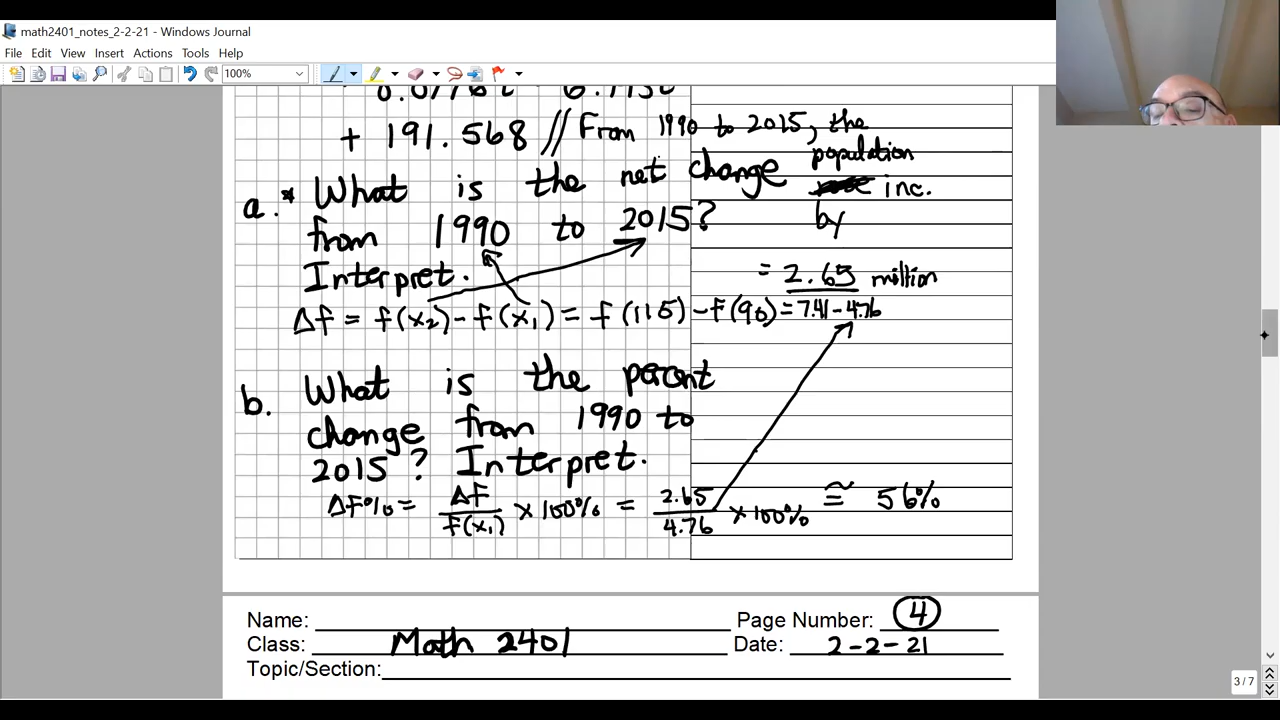 math2401_notes_2-2-21 - Windows Journal
File Edit View Insert Actions Tools Help
100%
+ 191.568 // From 1990 to 2015, the
population
a. * What is the net change inc.
from 1990 to 2015? by
Interpret. = 2.65 million
Δf = f(x₂) - f(x₁) = f(115) - f(90) = 7.41 - 4.76
b. What is the percent
change from 1990 to
2015? Interpret.
Δf% = Δf/f(x₁) × 100% = 2.65/4.76 × 100% ≅ 56%
Name: Page Number: 4
Class: Math 2401 Date: 2-2-21
Topic/Section:
3 / 7